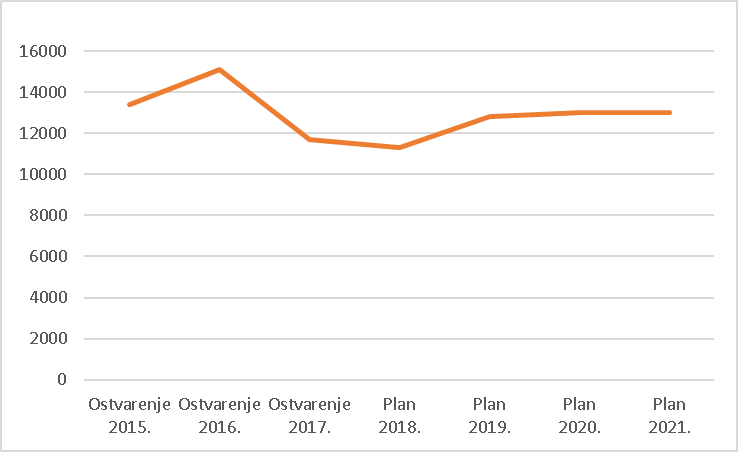 16000
14000
12000
10000
8000
6000
4000
2000
0
Ostvarenje 2015.
Ostvarenje 2016.
Ostvarenje 2017.
Plan 2018.
Plan 2019.
Plan 2020.
Plan 2021.